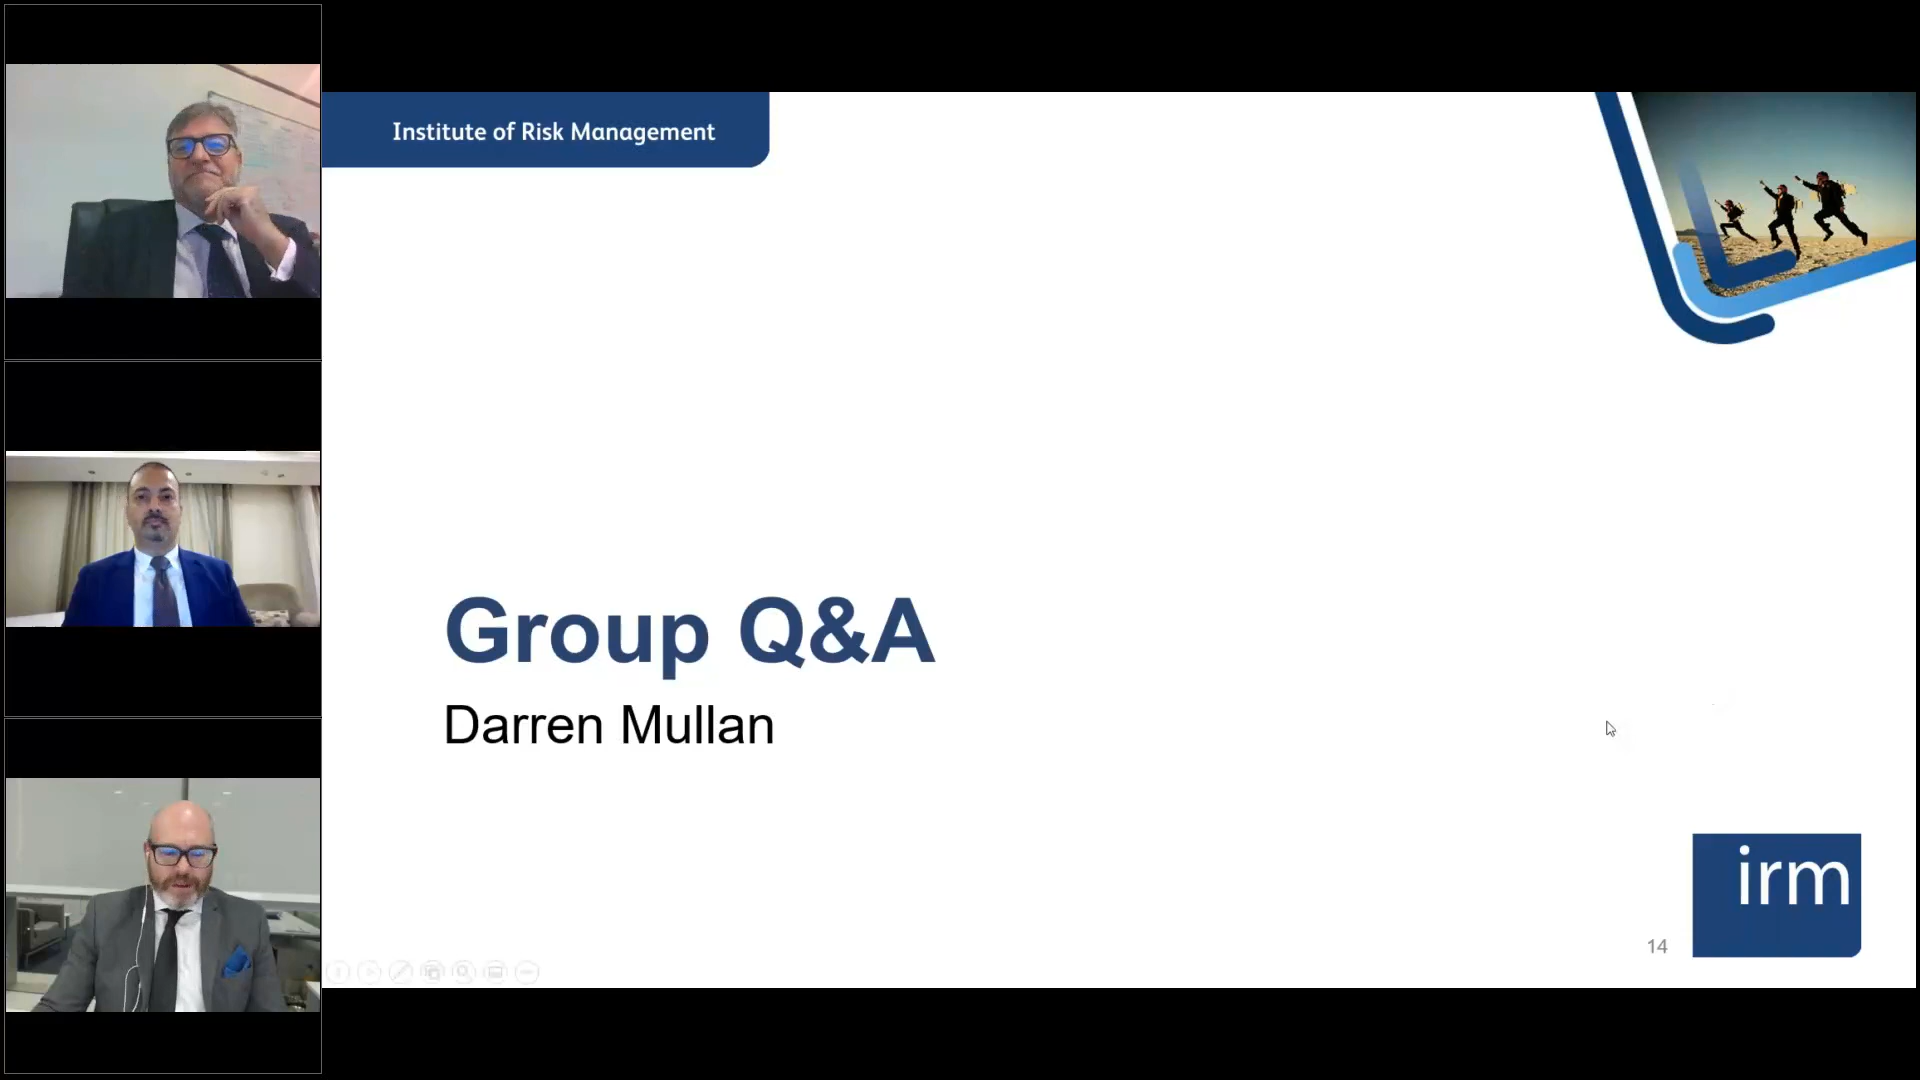 Institute of Risk Management
Group Q&A
Darren Mullan
irm
14